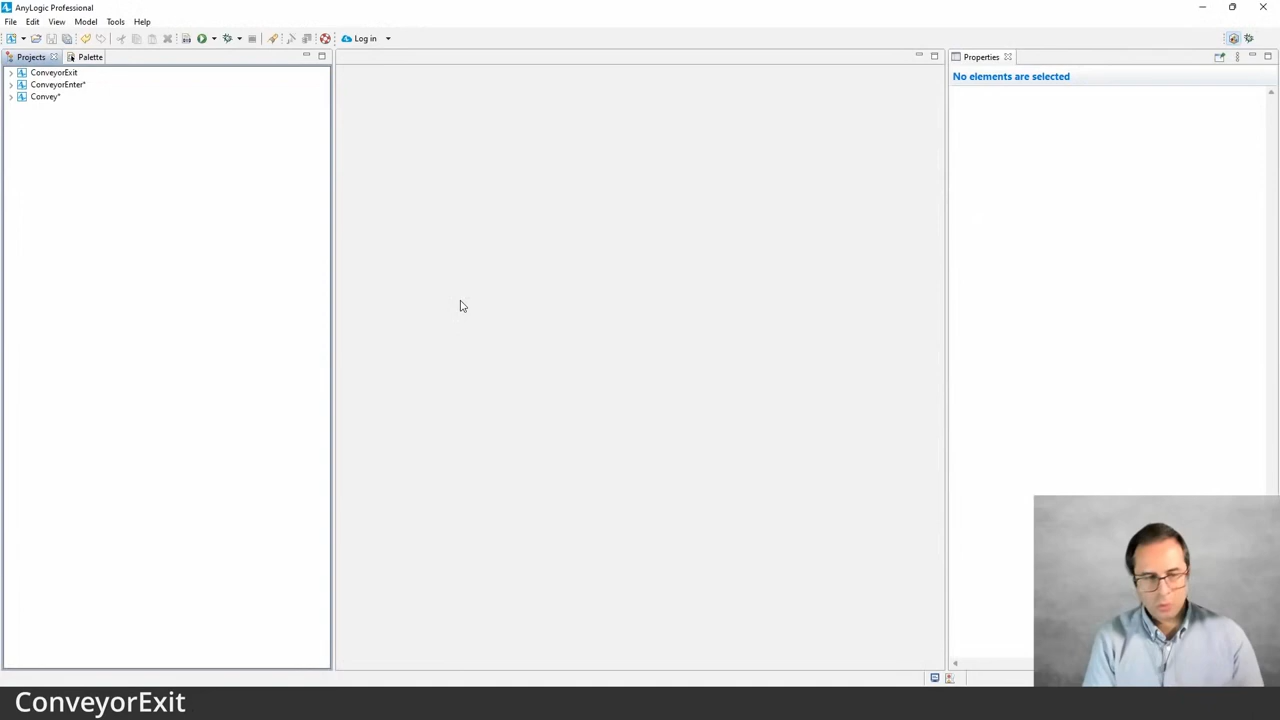 AnyLogic Professional
File Edit View Model Tools Help
Log in
Projects Palette Properties
ConveyorExit
ConveyorEnter*
Convey*
No elements are selected
ConveyorExit